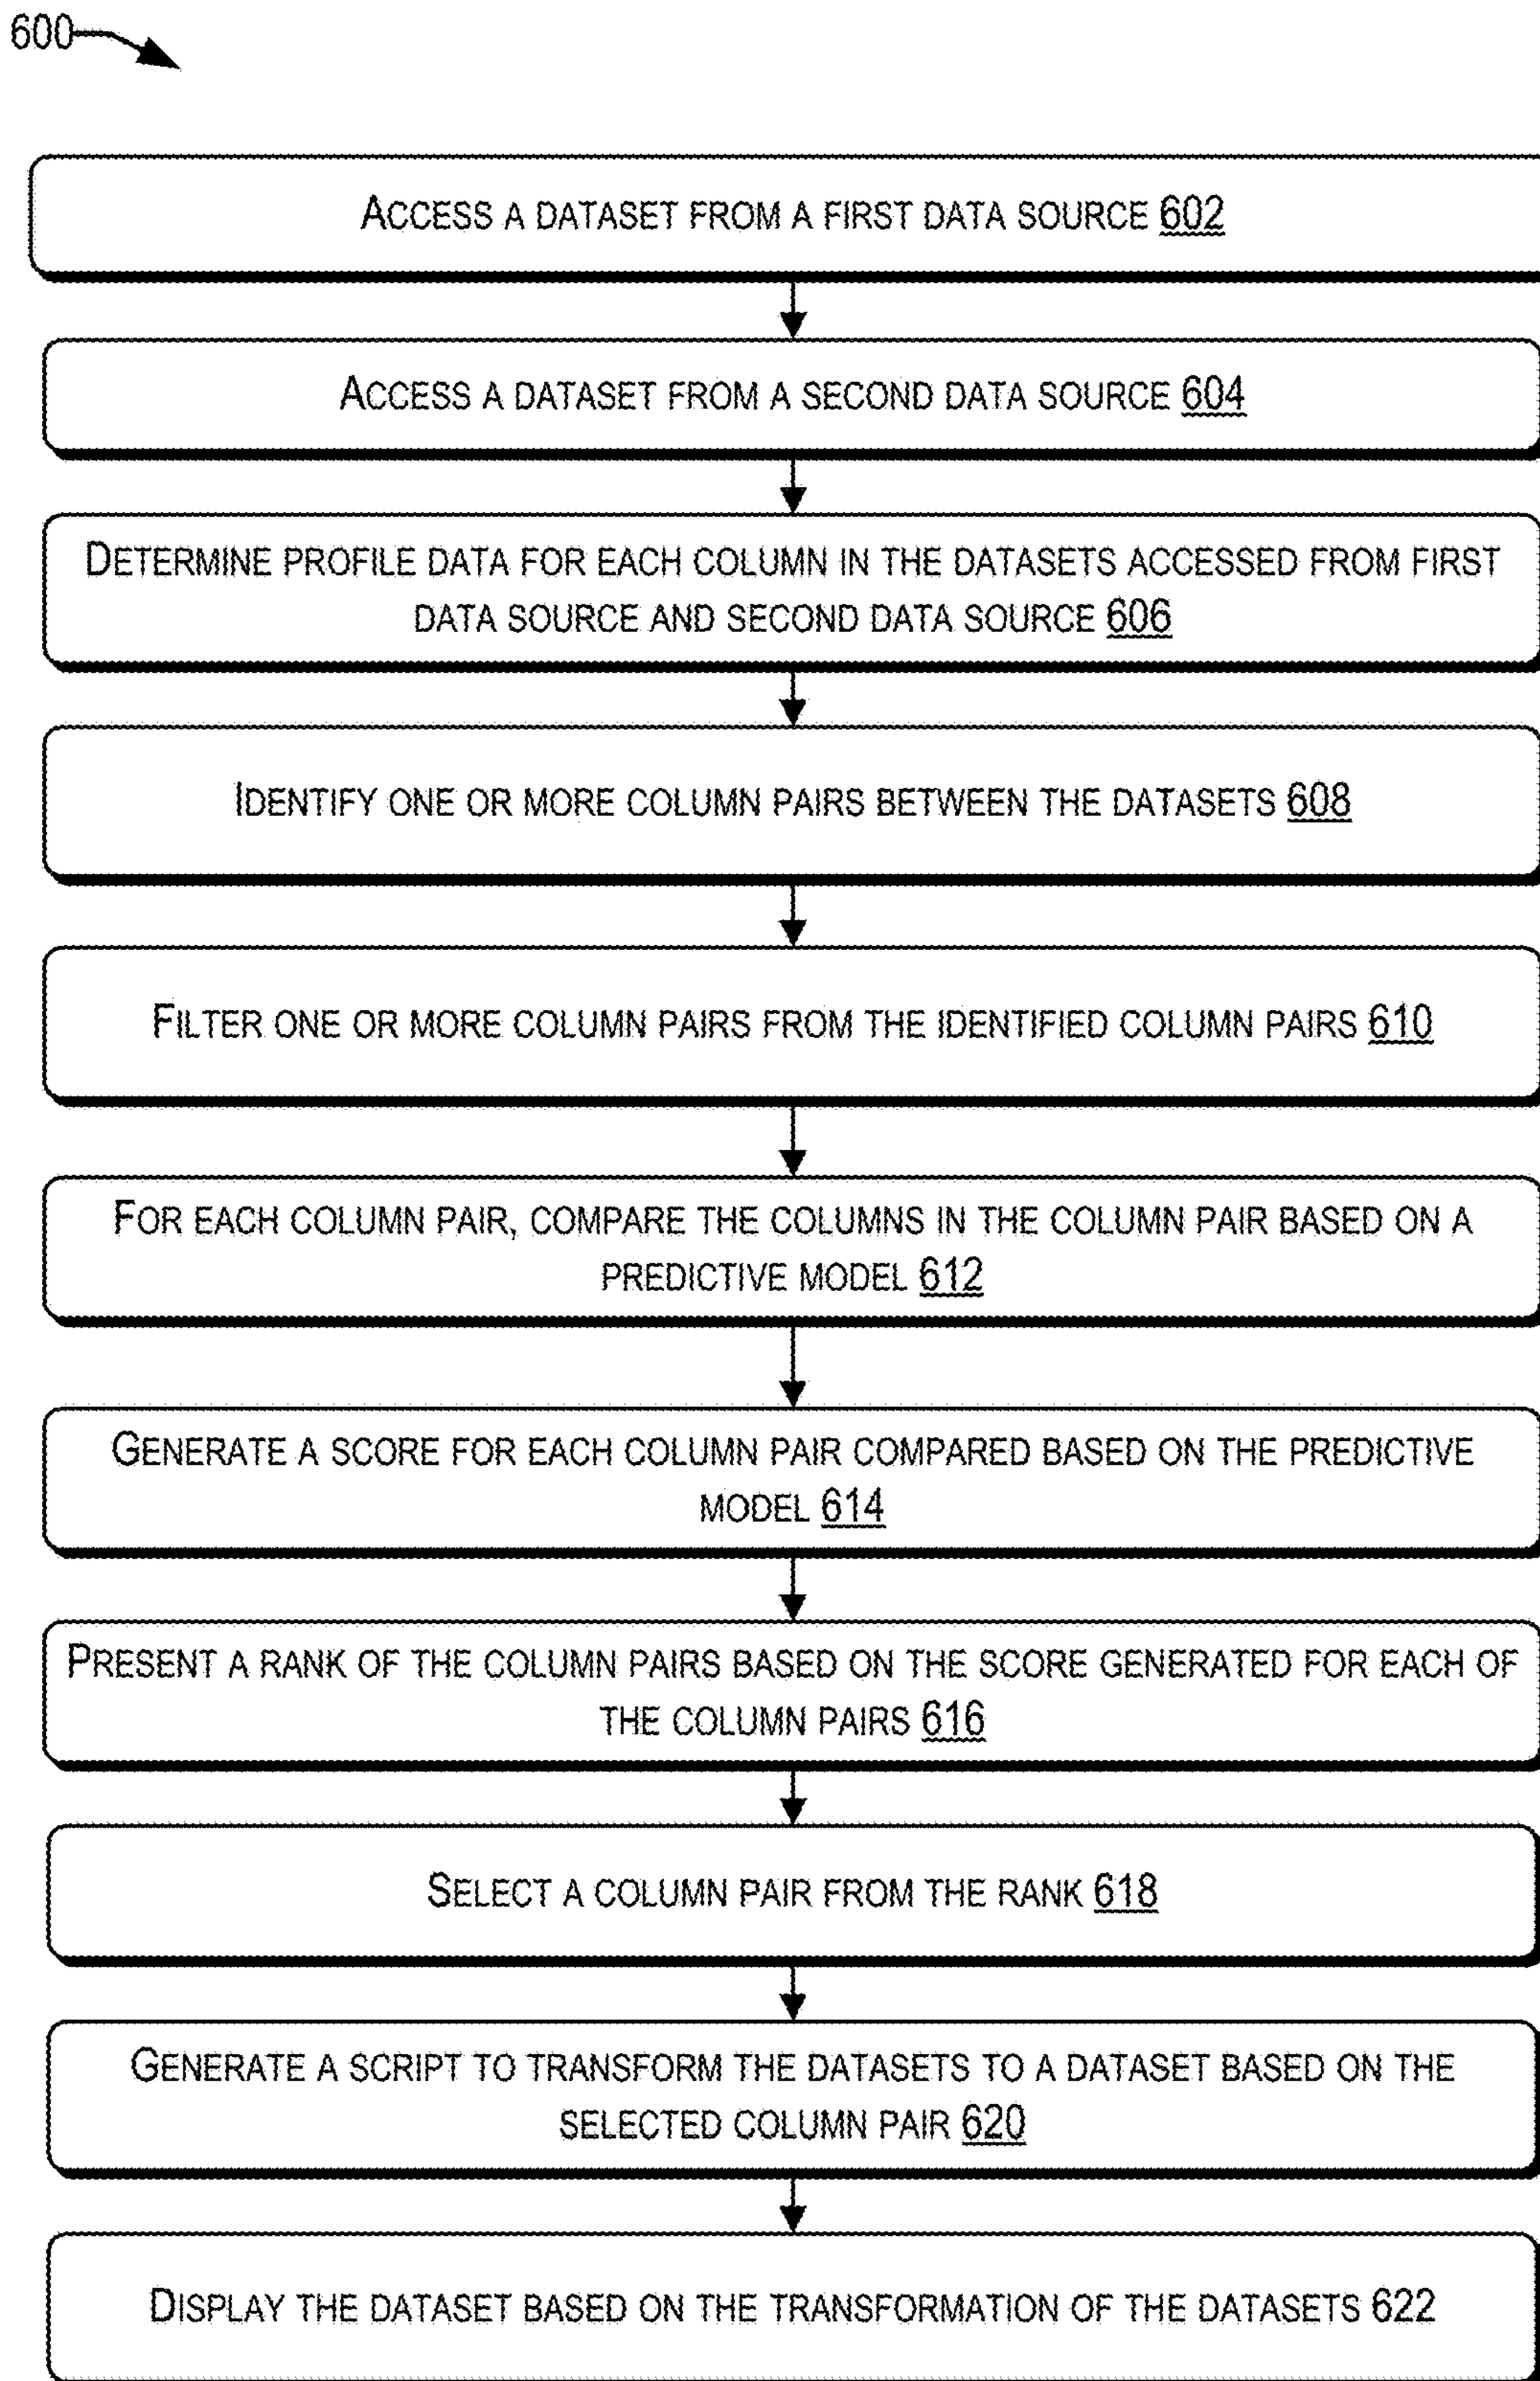 600
ACCESS A DATASET FROM A FIRST DATA SOURCE 602
ACCESS A DATASET FROM A SECOND DATA SOURCE 604
DETERMINE PROFILE DATA FOR EACH COLUMN IN THE DATASETS ACCESSED FROM FIRST
DATA SOURCE AND SECOND DATA SOURCE 606
IDENTIFY ONE OR MORE COLUMN PAIRS BETWEEN THE DATASETS 608
FILTER ONE OR MORE COLUMN PAIRS FROM THE IDENTIFIED COLUMN PAIRS 610
FOR EACH COLUMN PAIR, COMPARE THE COLUMNS IN THE COLUMN PAIR BASED ON A
PREDICTIVE MODEL 612
GENERATE A SCORE FOR EACH COLUMN PAIR COMPARED BASED ON THE PREDICTIVE
MODEL 614
PRESENT A RANK OF THE COLUMN PAIRS BASED ON THE SCORE GENERATED FOR EACH OF
THE COLUMN PAIRS 616
SELECT A COLUMN PAIR FROM THE RANK 618
GENERATE A SCRIPT TO TRANSFORM THE DATASETS TO A DATASET BASED ON THE
SELECTED COLUMN PAIR 620
DISPLAY THE DATASET BASED ON THE TRANSFORMATION OF THE DATASETS 622